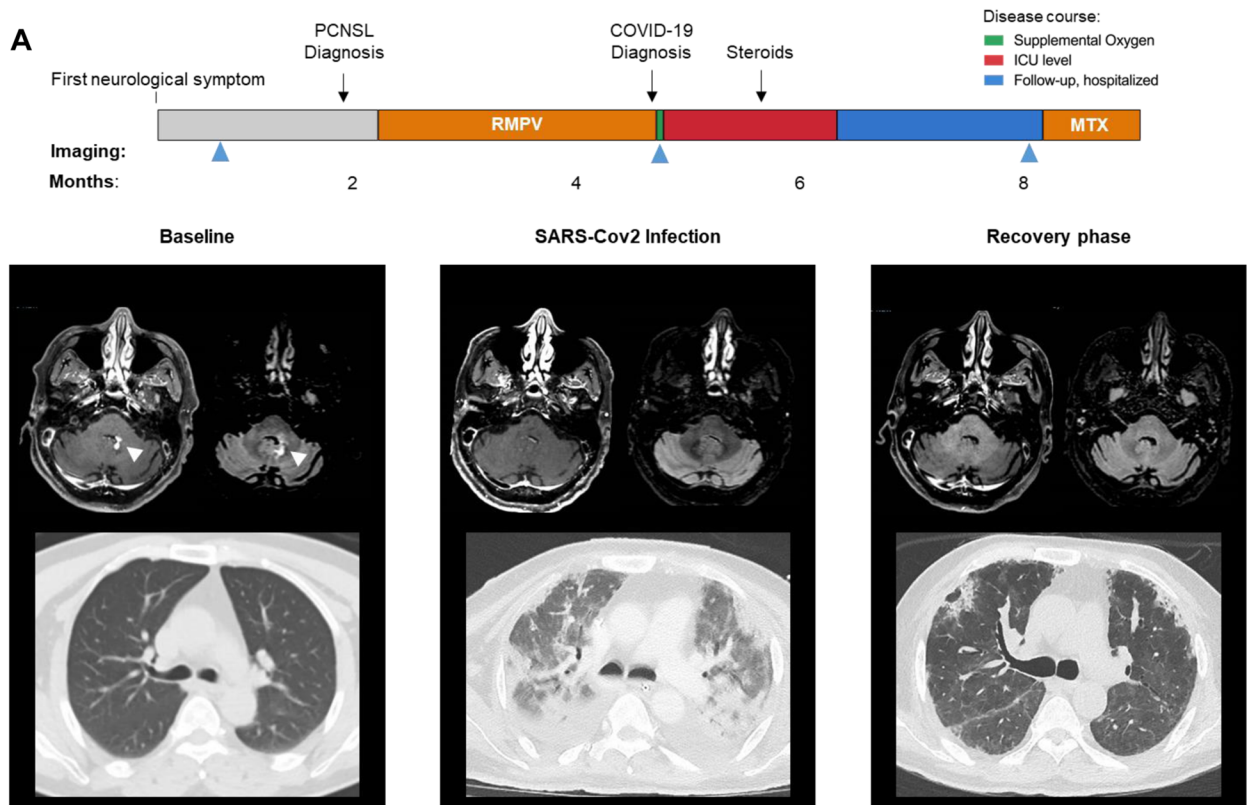 A
PCNSL
Diagnosis
COVID-19
Diagnosis
Steroids
Disease course:
Supplemental Oxygen
ICU level
Follow-up, hospitalized
First neurological symptom
RMPV
MTX
Imaging:
Months:
2
4
6
8
Baseline
SARS-Cov2 Infection
Recovery phase